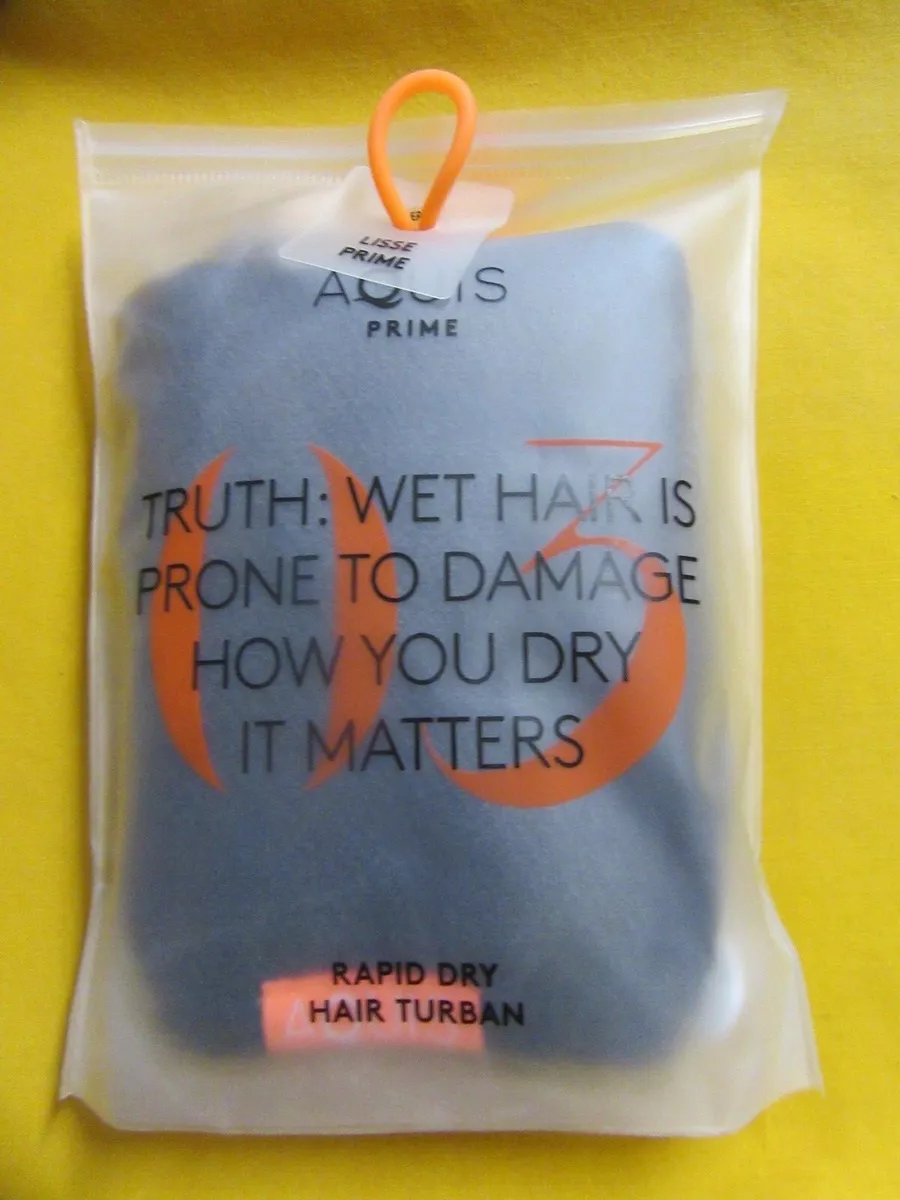 LISSE
PRIME
AQUIS
PRIME
03
TRUTH: WET HAIR IS
PRONE TO DAMAGE
HOW YOU DRY
IT MATTERS
RAPID DRY
HAIR TURBAN